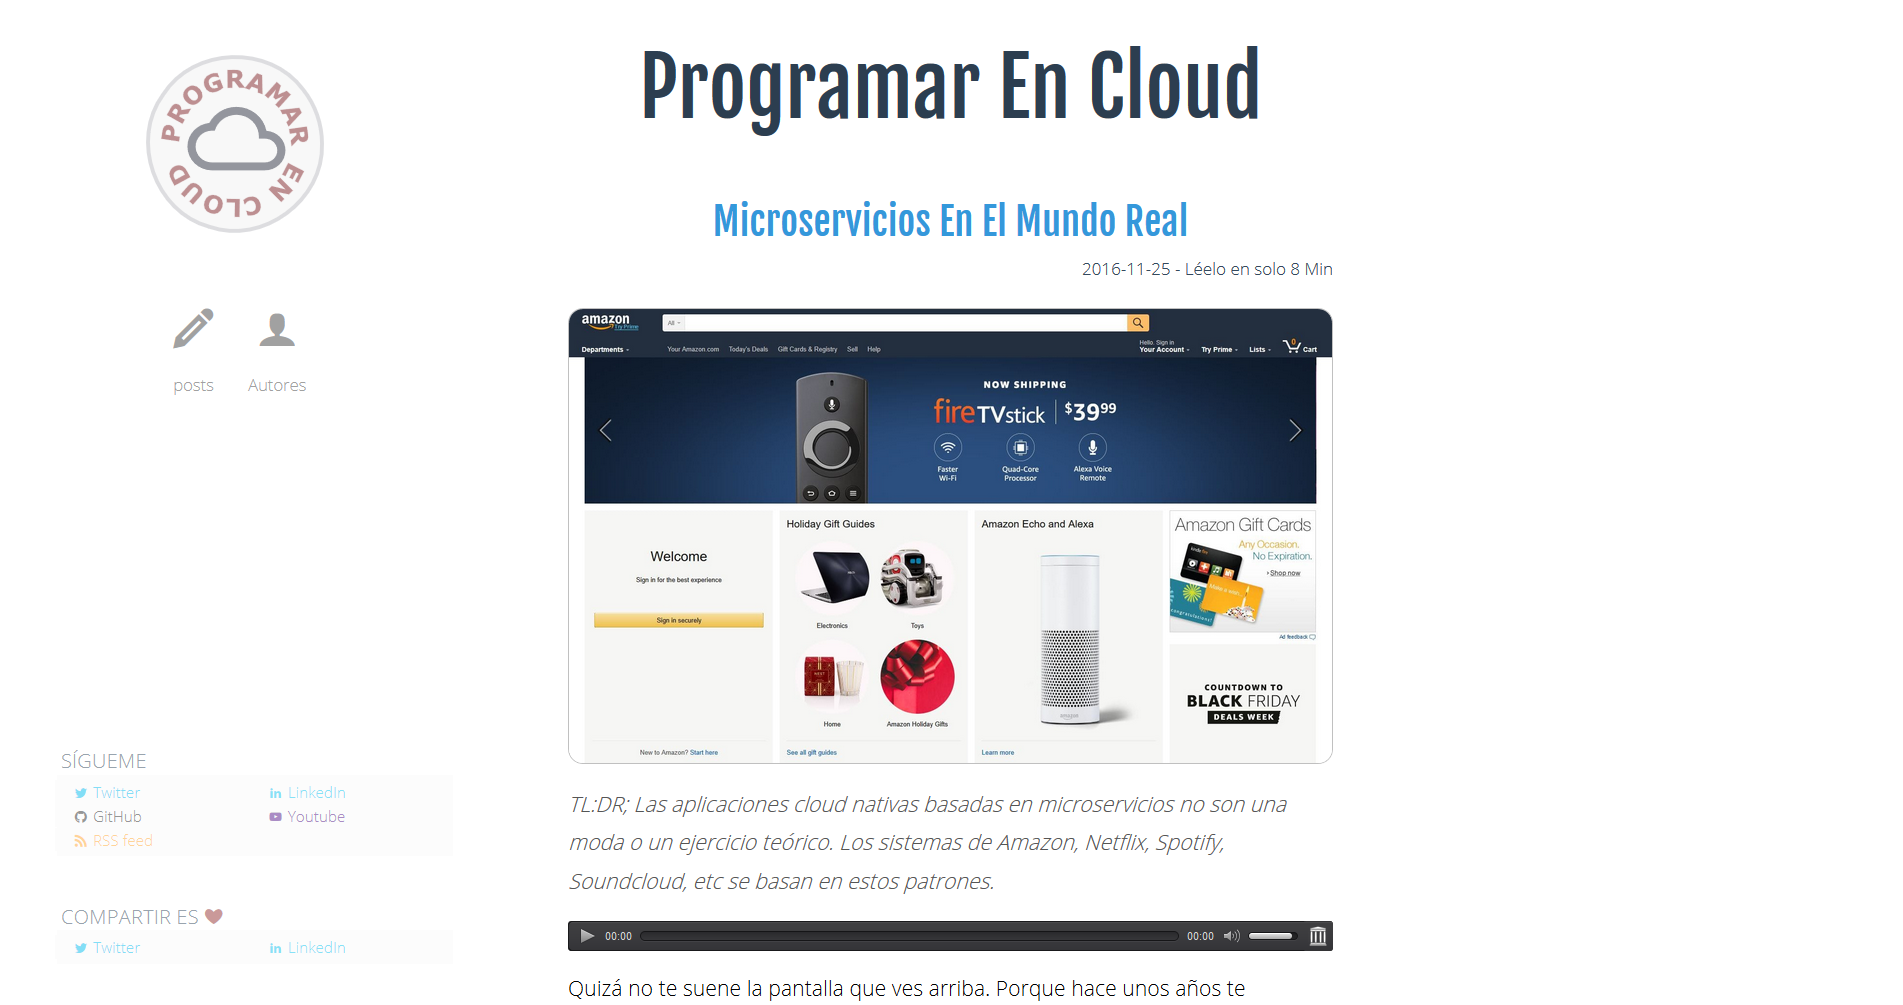 PROGRAMAR EN CLOUD
posts
Autores
SÍGUEME
Twitter
LinkedIn
GitHub
Youtube
RSS feed
COMPARTIR ES
Twitter
LinkedIn
Programar En Cloud
Microservicios En El Mundo Real
2016-11-25 - Léelo en solo 8 Min
amazon
Try Prime
All
Departments
Your Amazon.com
Today's Deals
Gift Cards & Registry
Sell
Help
Hello. Sign in
Your Account
Try Prime
Lists
0
Cart
NOW SHIPPING
fireTVstick
$39 99
Faster
Wi-Fi
Quad-Core
Processor
Alexa Voice
Remote
Welcome
Sign in for the best experience
Sign in securely
New to Amazon? Start here
Holiday Gift Guides
Electronics
Toys
Home
Amazon Holiday Gifts
See all gift guides
Amazon Echo and Alexa
amazon
Learn more
Amazon Gift Cards
Any Occasion.
No Expiration.
Shop now
Ad feedback
COUNTDOWN TO
BLACK FRIDAY
DEALS WEEK
TL:DR; Las aplicaciones cloud nativas basadas en microservicios no son una
moda o un ejercicio teórico. Los sistemas de Amazon, Netflix, Spotify,
Soundcloud, etc se basan en estos patrones.
00:00
00:00
Quizá no te suene la pantalla que ves arriba. Porque hace unos años te